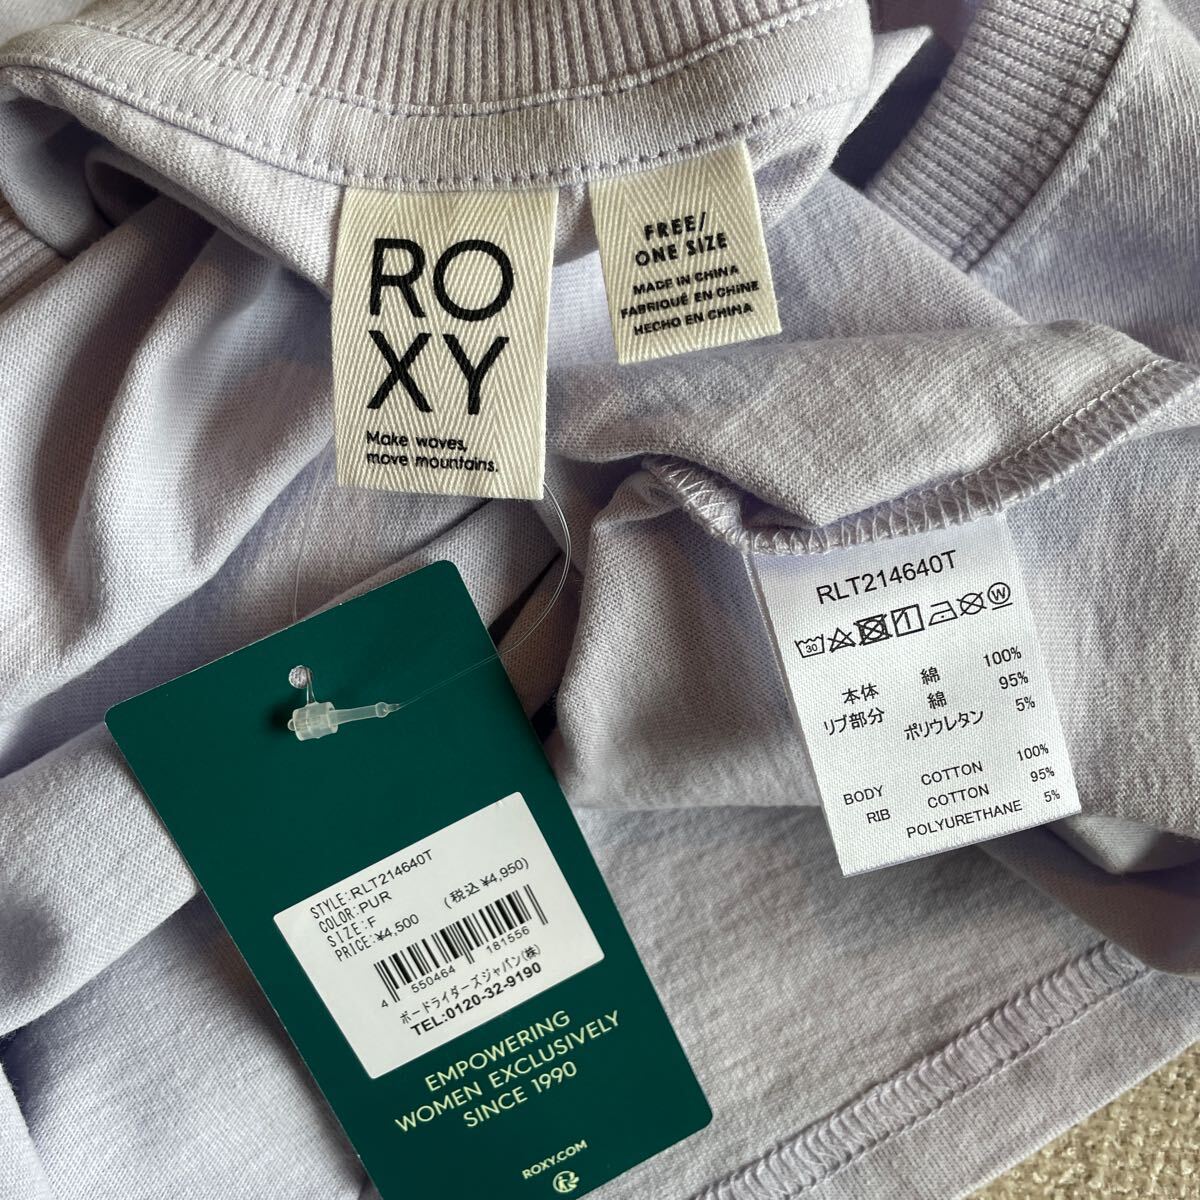 RO
XY
Make waves,
move mountains.
FREE/
ONE SIZE
MADE IN CHINA
FABRIQUÉ EN CHINE
HECHO EN CHINA
RLT214640T
30
1
W
本体 綿 100%
リブ部分 綿 95%
ポリウレタン 5%
BODY COTTON 100%
RIB COTTON 95%
POLYURETHANE 5%
STYLE:RLT214640T
COLOR:PUR
SIZE:F
PRICE:¥4,500 (税込 ¥4,950)
4 550464 181556
ボードライダーズジャパン(株)
TEL:0120-32-9190
EMPOWERING
WOMEN EXCLUSIVELY
SINCE 1990
ROXY.COM